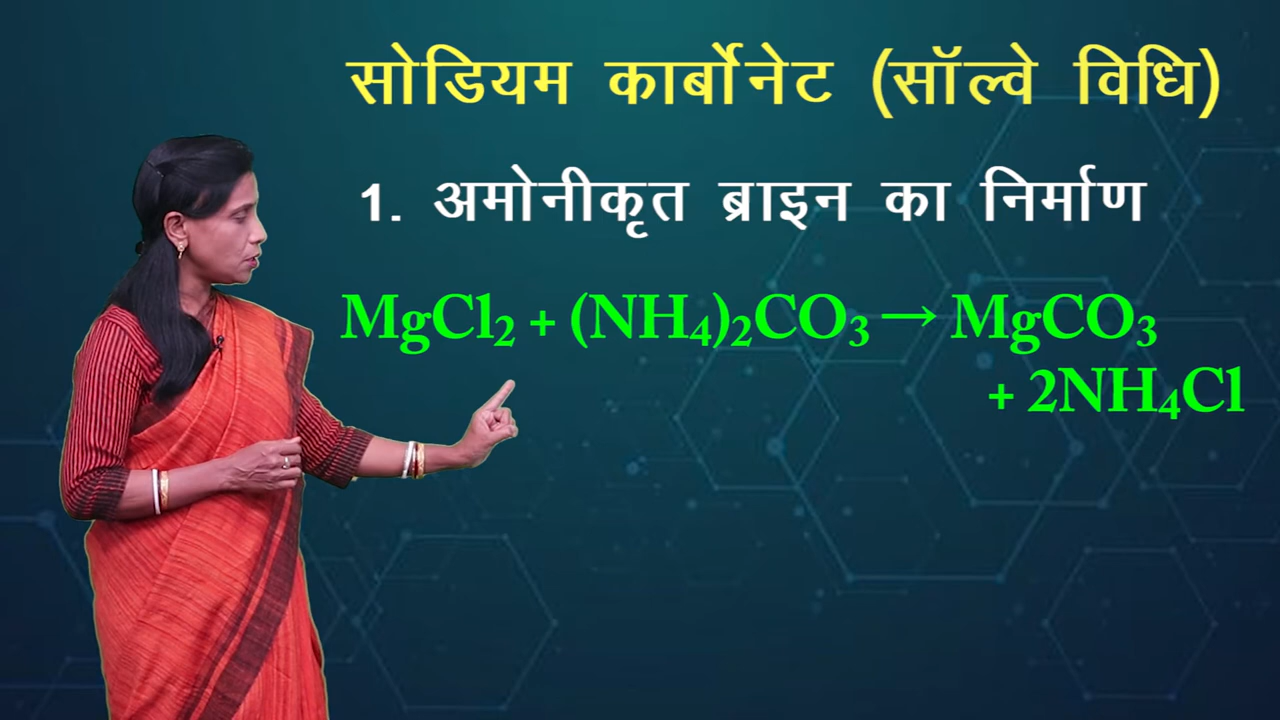 सोडियम कार्बोनेट (सॉल्वे विधि)
1. अमोनीकृत ब्राइन का निर्माण
MgCl₂ + (NH₄)₂CO₃ → MgCO₃
+ 2NH₄Cl